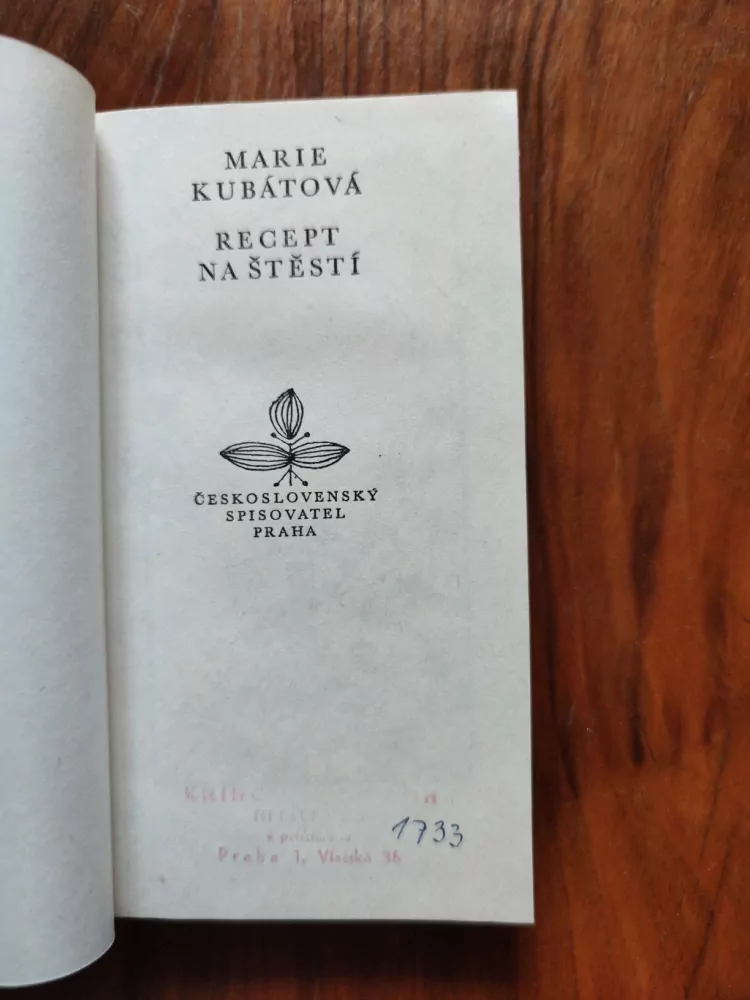 MARIE
KUBÁTOVÁ
RECEPT
NA ŠTĚSTÍ
ČESKOSLOVENSKÝ
SPISOVATEL
PRAHA
1733
Praha 1, Vlašská 36